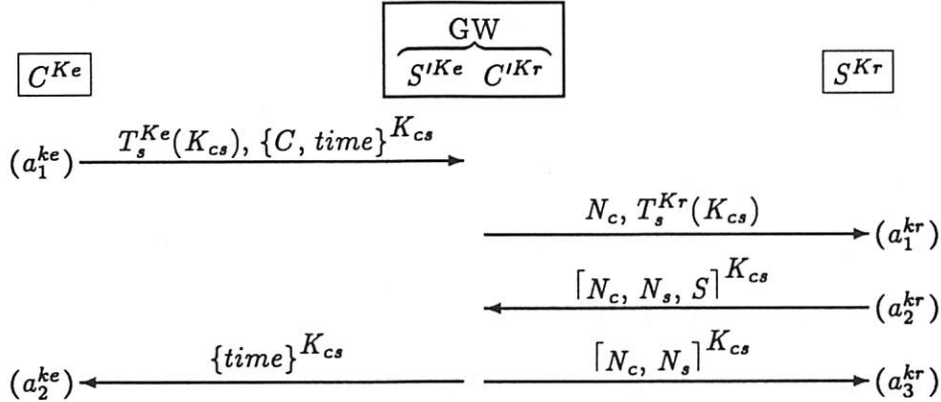 GW
C^{Ke} S'^{Ke} C'^{Kr} S^{Kr}
(a_1^{ke}) T_s^{Ke}(K_{cs}), {C, time}^{K_{cs}}
N_c, T_s^{Kr}(K_{cs}) (a_1^{kr})
⌈N_c, N_s, S⌉^{K_{cs}} (a_2^{kr})
(a_2^{ke}) {time}^{K_{cs}} ⌈N_c, N_s⌉^{K_{cs}} (a_3^{kr})